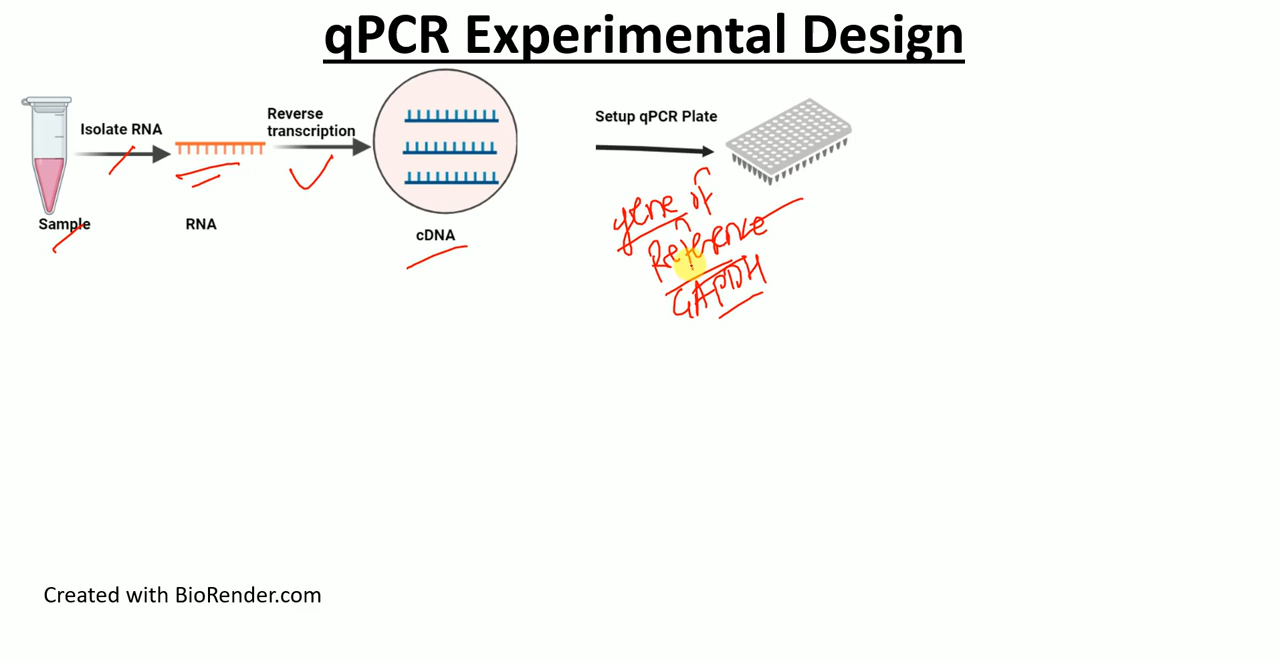 qPCR Experimental Design
Isolate RNA
Reverse
transcription
Setup qPCR Plate
Sample
RNA
cDNA
gene of
Reference
GAPDH
Created with BioRender.com